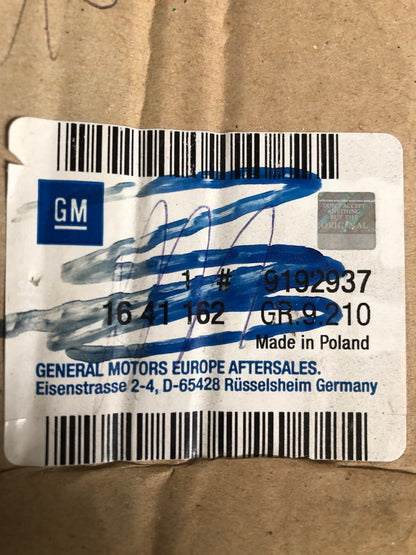 GM
DON'T ACCEPT
ANYTHING
BUT THE
ORIGINAL
1 # 9192937
16 41 162 GR.9.210
Made in Poland
GENERAL MOTORS EUROPE AFTERSALES.
Eisenstrasse 2-4, D-65428 Rüsselsheim Germany